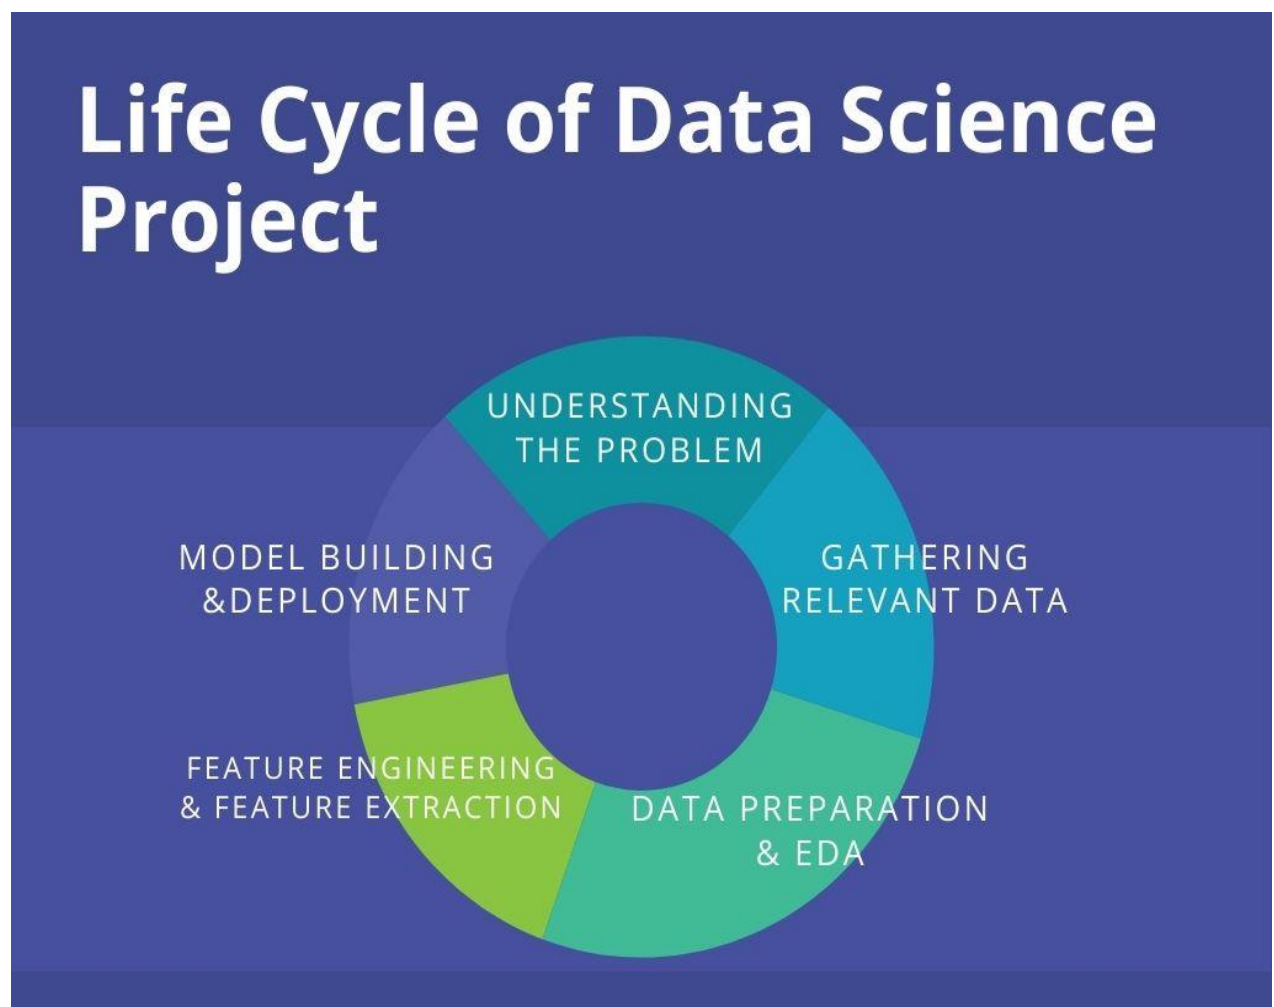 Life Cycle of Data Science
Project
UNDERSTANDING
THE PROBLEM
GATHERING
RELEVANT DATA
DATA PREPARATION
& EDA
FEATURE ENGINEERING
& FEATURE EXTRACTION
MODEL BUILDING
&DEPLOYMENT